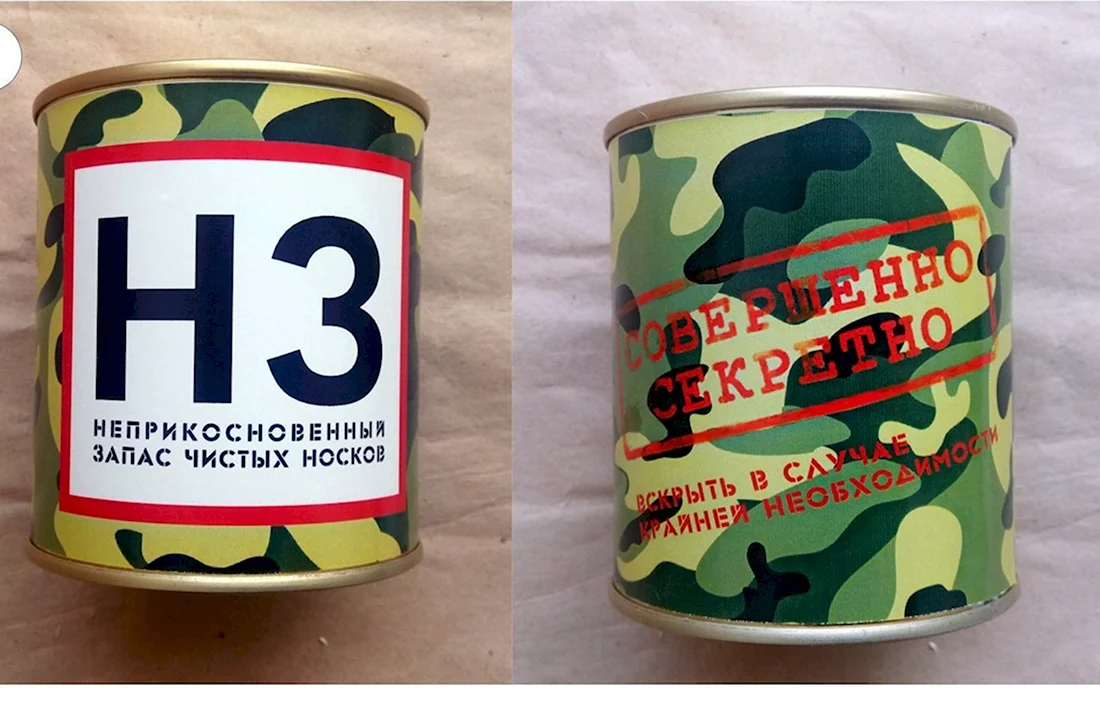 НЗ
НЕПРИКОСНОВЕННЫЙ
ЗАПАС ЧИСТЫХ НОСКОВ
СОВЕРШЕННО
СЕКРЕТНО
ВСКРЫТЬ В СЛУЧАЕ
КРАЙНЕЙ НЕОБХОДИМОСТИ